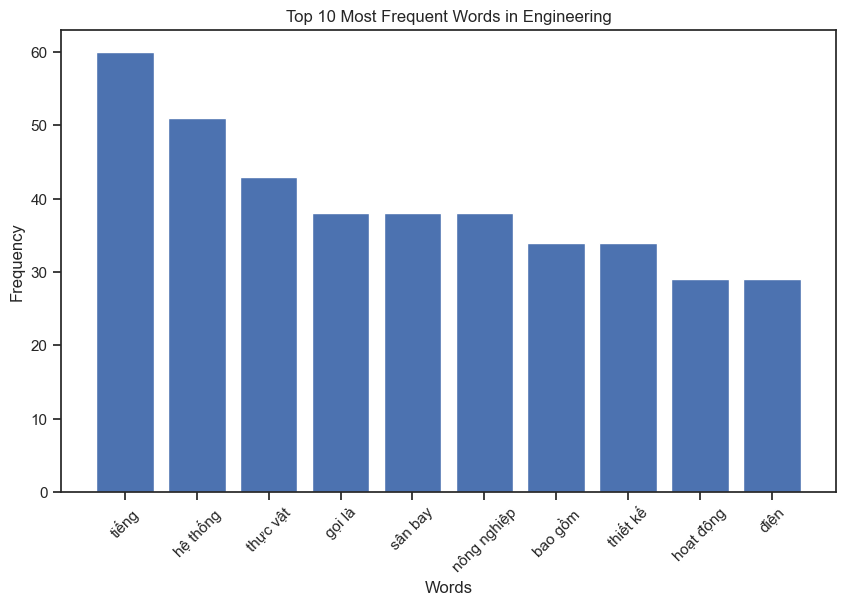 Top 10 Most Frequent Words in Engineering
Frequency
60
50
40
30
20
10
0
tiếng
hệ thống
thực vật
gọi là
sân bay
nông nghiệp
bao gồm
thiết kế
hoạt động
điện
Words